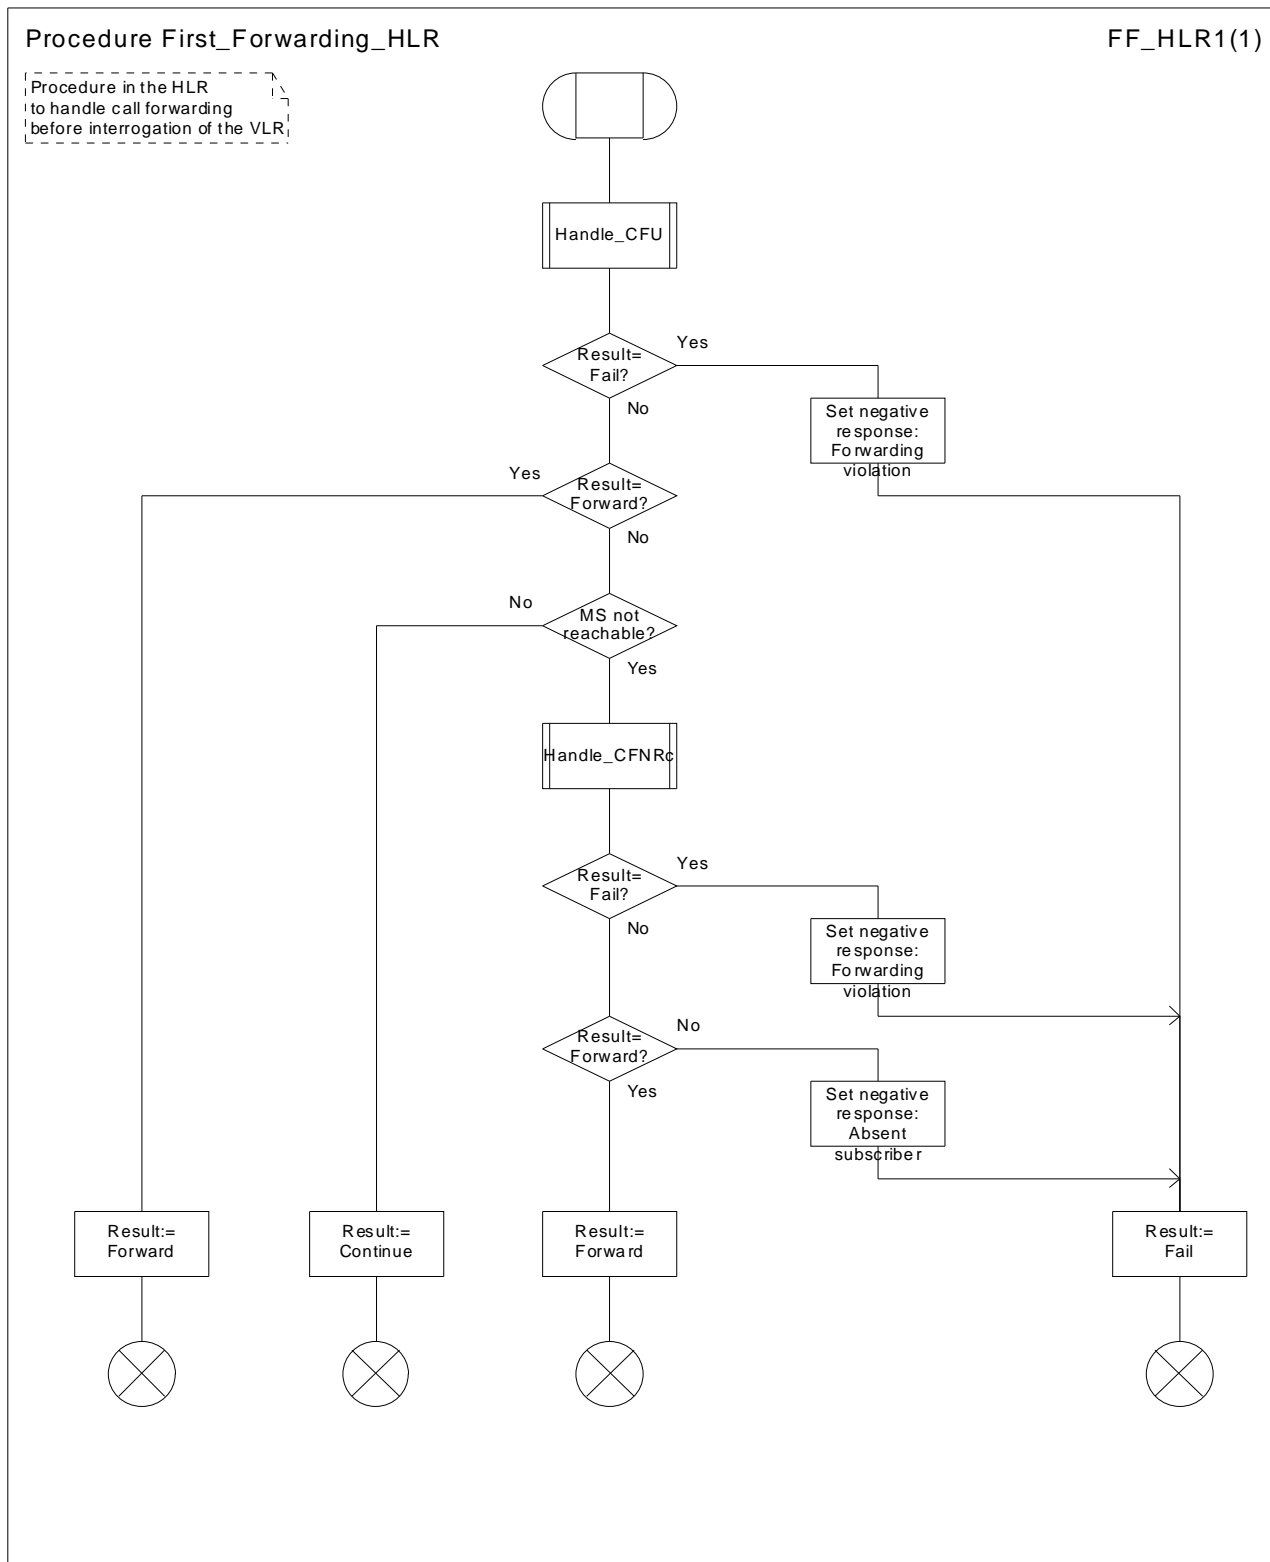 Procedure First_Forwarding_HLR
FF_HLR1(1)
Procedure in the HLR
to handle call forwarding
before interrogation of the VLR
Handle_CFU
Result=
Fail?
Yes
No
Set negative
response:
Forwarding
violation
Result=
Forward?
Yes
No
MS not
reachable?
No
Yes
Handle_CFNRc
Result=
Fail?
Yes
No
Set negative
response:
Forwarding
violation
Result=
Forward?
No
Yes
Set negative
response:
Absent
subscriber
Result:=
Forward
Result:=
Continue
Result:=
Forward
Result:=
Fail